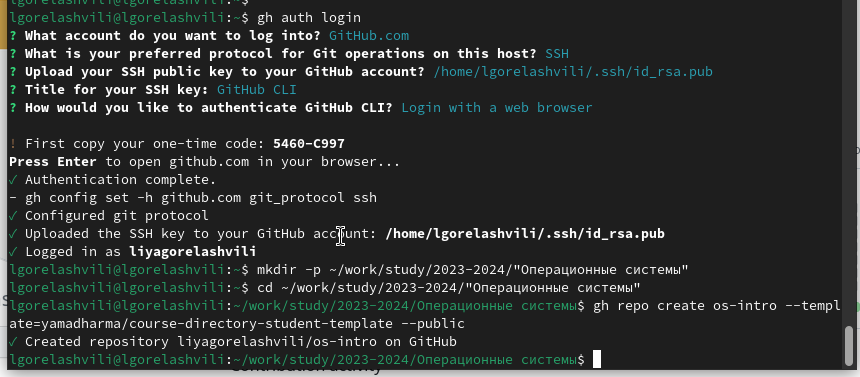 lgorelashvili@lgorelashvili:~$
lgorelashvili@lgorelashvili:~$ gh auth login
? What account do you want to log into? GitHub.com
? What is your preferred protocol for Git operations on this host? SSH
? Upload your SSH public key to your GitHub account? /home/lgorelashvili/.ssh/id_rsa.pub
? Title for your SSH key: GitHub CLI
? How would you like to authenticate GitHub CLI? Login with a web browser
! First copy your one-time code: 5460-C997
Press Enter to open github.com in your browser...
✓ Authentication complete.
- gh config set -h github.com git_protocol ssh
✓ Configured git protocol
✓ Uploaded the SSH key to your GitHub account: /home/lgorelashvili/.ssh/id_rsa.pub
✓ Logged in as liyagorelashvili
lgorelashvili@lgorelashvili:~$ mkdir -p ~/work/study/2023-2024/"Операционные системы"
lgorelashvili@lgorelashvili:~$ cd ~/work/study/2023-2024/"Операционные системы"
lgorelashvili@lgorelashvili:~/work/study/2023-2024/Операционные системы$ gh repo create os-intro --templ
ate=yamadharma/course-directory-student-template --public
✓ Created repository liyagorelashvili/os-intro on GitHub
lgorelashvili@lgorelashvili:~/work/study/2023-2024/Операционные системы$